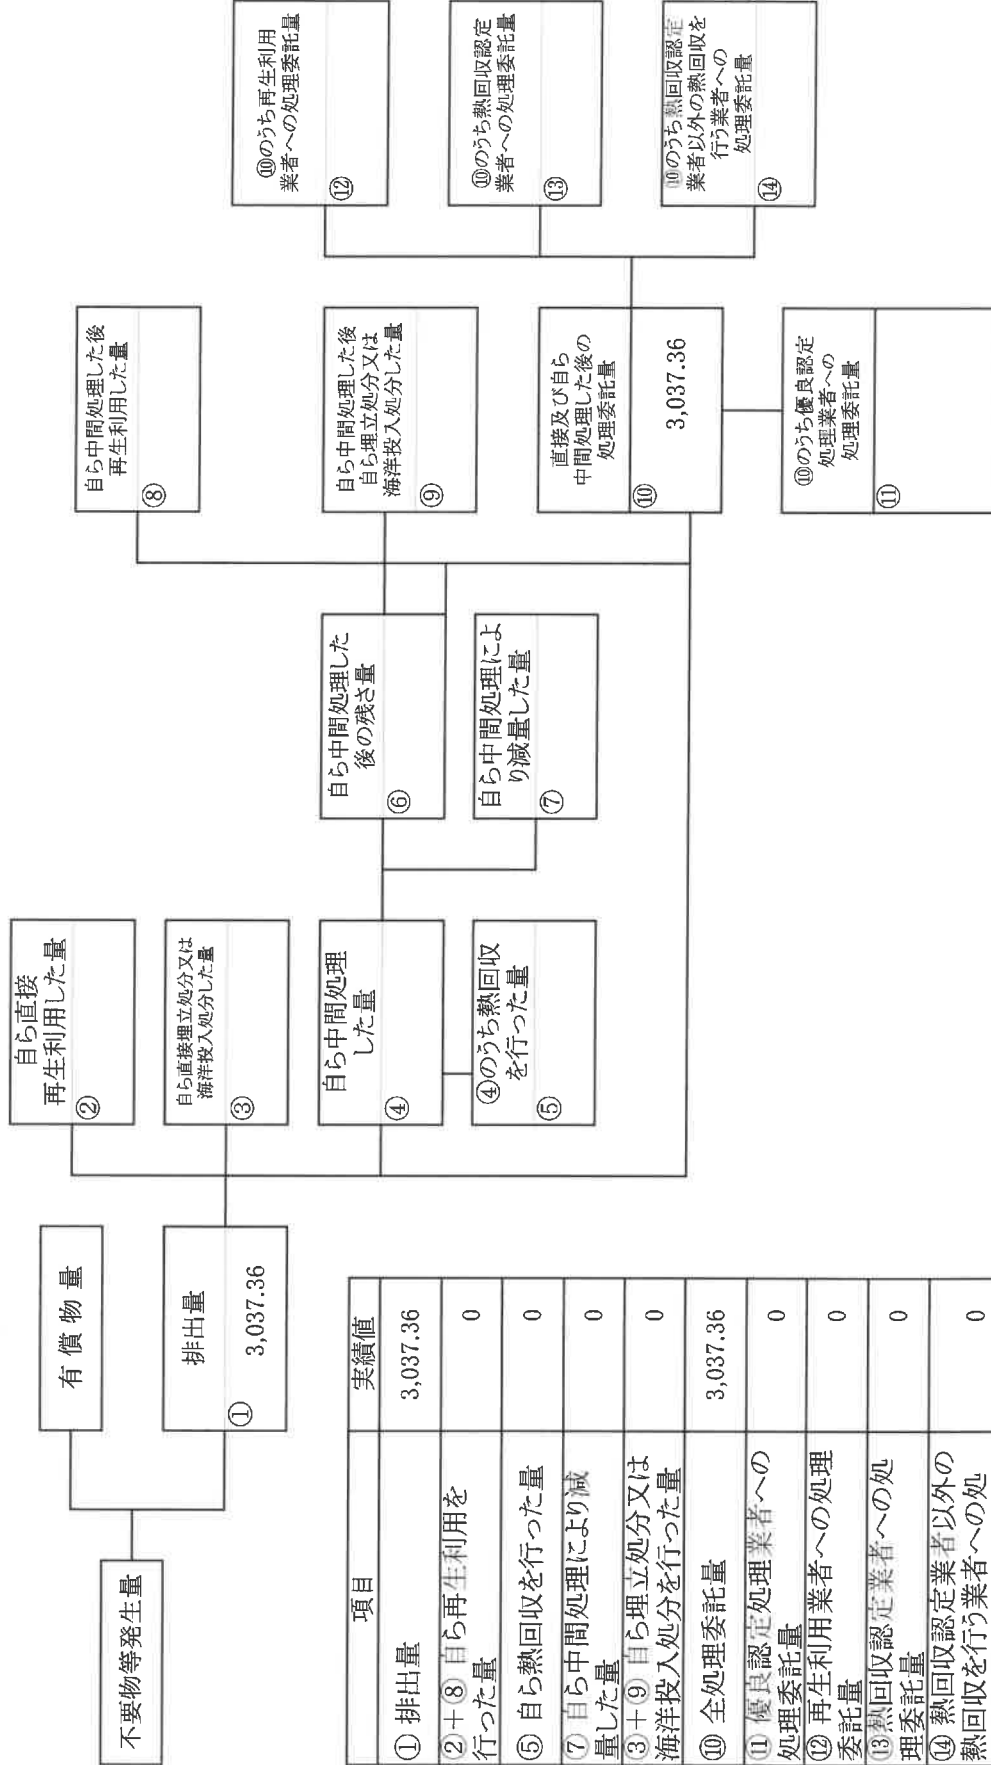 不要物等発生量
有償物量
排出量
①
3,037.36
自ら直接
再生利用した量
②
自ら直接埋立処分又は
海洋投入処分した量
③
自ら中間処理
した量
④
④のうち熱回収
を行った量
⑤
自ら中間処理した
後の残さ量
⑥
自ら中間処理によ
り減量した量
⑦
自ら中間処理した後
再生利用した量
⑧
自ら中間処理した後
自ら埋立処分又は
海洋投入処分した量
⑨
直接及び自ら
中間処理した後の
処理委託量
⑩
3,037.36
⑩のうち優良認定
処理業者への
処理委託量
⑪
⑩のうち再生利用
業者への処理委託量
⑫
⑩のうち熱回収認定
業者への処理委託量
⑬
⑩のうち熱回収認定
業者以外の熱回収を
行う業者への
処理委託量
⑭
項目 実績値
① 排出量 3,037.36
②＋⑧ 自ら再生利用を
行った量 0
⑤ 自ら熱回収を行った量 0
⑦ 自ら中間処理により減
量した量 0
③＋⑨ 自ら埋立処分又は
海洋投入処分を行った量 0
⑩ 全処理委託量 3,037.36
⑪ 優良認定処理業者への
処理委託量 0
⑫ 再生利用業者への処理
委託量 0
⑬熱回収認定業者への処
理委託量 0
⑭ 熱回収認定業者以外の
熱回収を行う業者への処 0